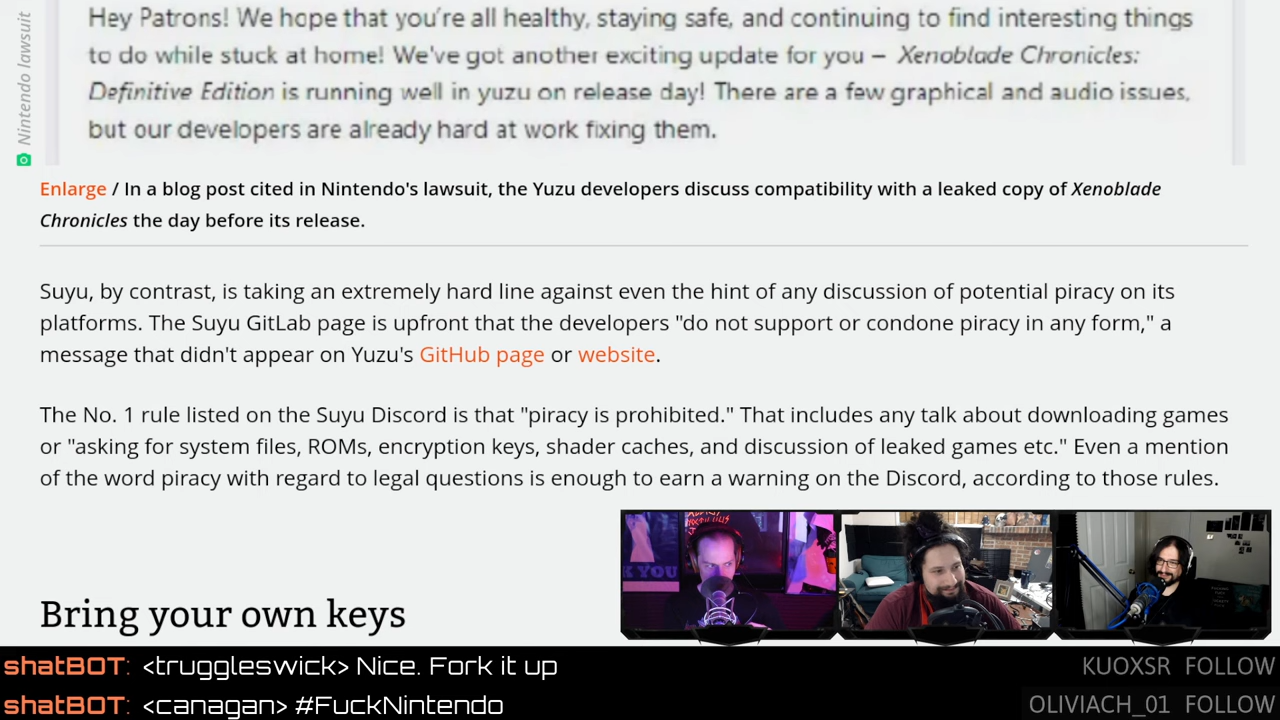 Nintendo lawsuit
Hey Patrons! We hope that you're all healthy, staying safe, and continuing to find interesting things
to do while stuck at home! We've got another exciting update for you – Xenoblade Chronicles:
Definitive Edition is running well in yuzu on release day! There are a few graphical and audio issues,
but our developers are already hard at work fixing them.
Enlarge / In a blog post cited in Nintendo's lawsuit, the Yuzu developers discuss compatibility with a leaked copy of Xenoblade
Chronicles the day before its release.
Suyu, by contrast, is taking an extremely hard line against even the hint of any discussion of potential piracy on its
platforms. The Suyu GitLab page is upfront that the developers "do not support or condone piracy in any form," a
message that didn't appear on Yuzu's GitHub page or website.
The No. 1 rule listed on the Suyu Discord is that "piracy is prohibited." That includes any talk about downloading games
or "asking for system files, ROMs, encryption keys, shader caches, and discussion of leaked games etc." Even a mention
of the word piracy with regard to legal questions is enough to earn a warning on the Discord, according to those rules.
K YOU
Bring your own keys
shatBOT: <truggleswick> Nice. Fork it up
KUOXSR FOLLOW
shatBOT: <canagan> #FuckNintendo
OLIVIACH_01 FOLLOW